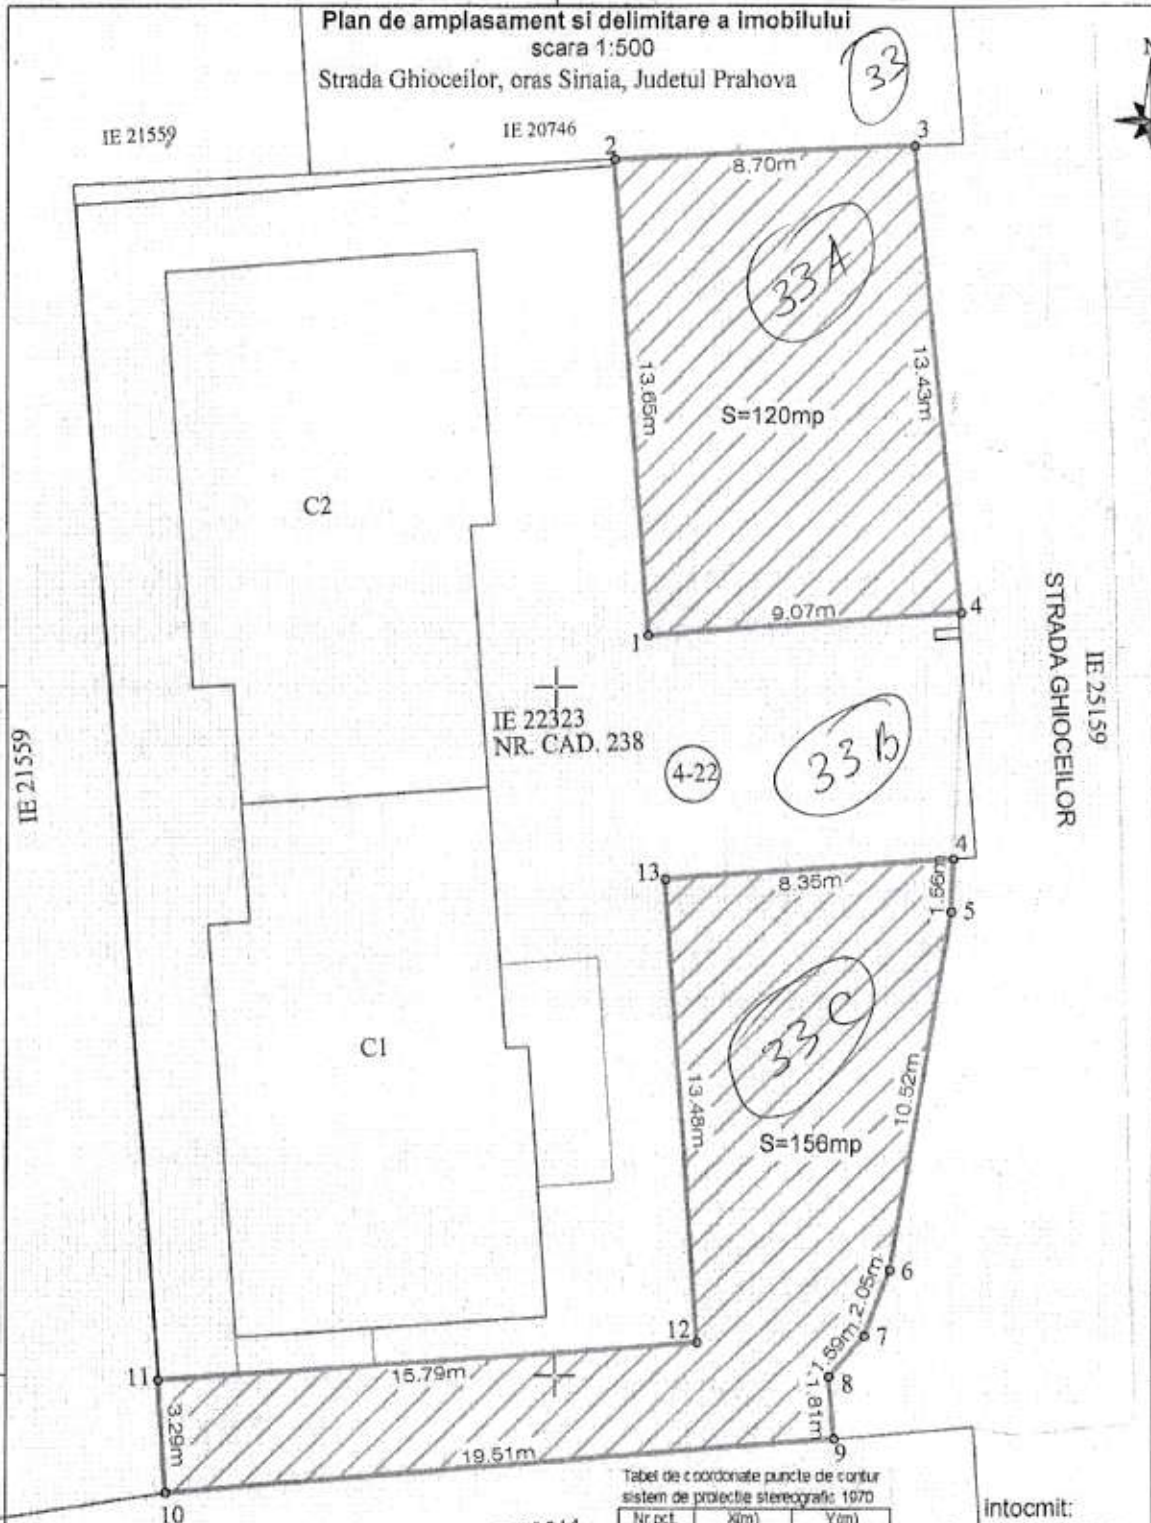 Plan de amplasament si delimitare a imobilului
scara 1:500
Strada Ghioceilor, oras Sinaia, Judetul Prahova
33
N
IE 21559
IE 20746
2
3
8.70m
33A
13.65m
13.43m
S=120mp
C2
9.07m
4
1
STRADA GHIOCEILOR
IE 25159
IE 22323
NR. CAD. 238
4-22
33B
IE 21559
4
13
8.35m
1.66m
5
33C
C1
13.48m
10.52m
S=156mp
6
2.05m
12
7
1.59m
11
15.79m
8
3.29m
1.81m
19.51m
9
Tabel de coordonate puncte de contur
sistem de proiectie stereografic 1970
Nr.pct.
X(m)
Y(m)
intocmit:
10